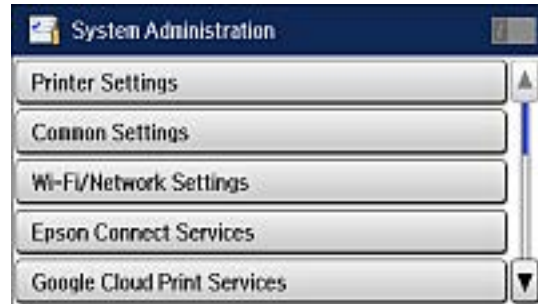 System Administration
Printer Settings
Common Settings
Wi-Fi/Network Settings
Epson Connect Services
Google Cloud Print Services